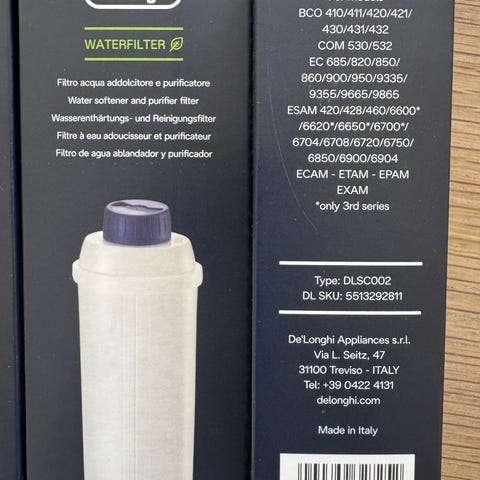 WATERFILTER
Filtro acqua addolcitore e purificatore
Water softener and purifier filter
Wasserenthärtungs- und Reinigungsfilter
Filtre à eau adoucisseur et purificateur
Filtro de agua ablandador y purificador
BCO 410/411/420/421/
430/431/432
COM 530/532
EC 685/820/850/
860/900/950/9335/
9355/9665/9865
ESAM 420/428/460/6600*
/6620*/6650*/6700*/
6704/6708/6720/6750/
6850/6900/6904
ECAM - ETAM - EPAM
EXAM
*only 3rd series
Type: DLSC002
DL SKU: 5513292811
De'Longhi Appliances s.r.l.
Via L. Seitz, 47
31100 Treviso - ITALY
Tel: +39 0422 4131
delonghi.com
Made in Italy